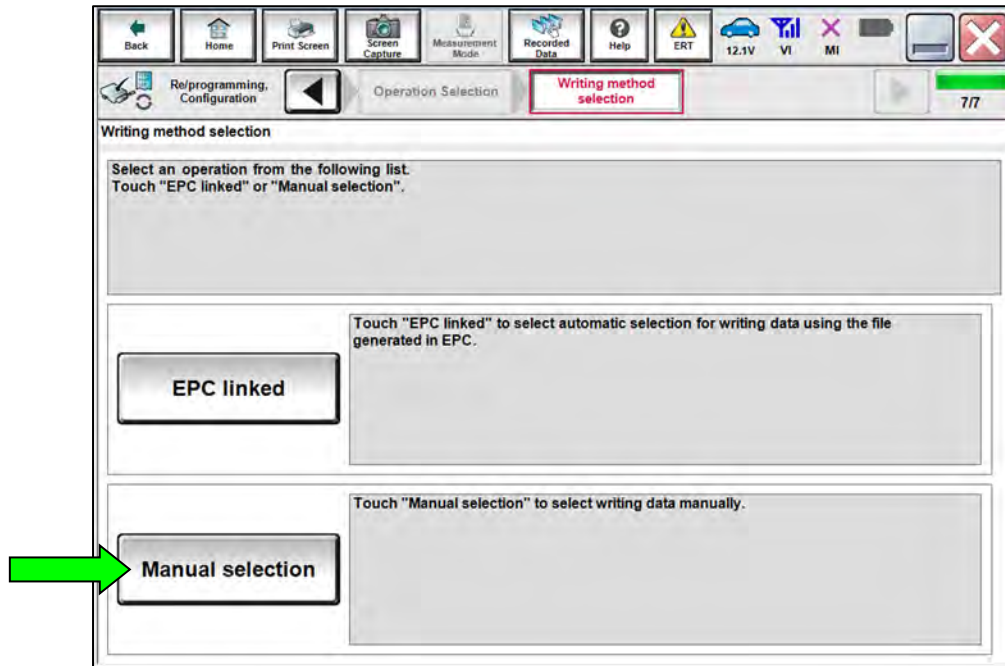 Back
Home
Print Screen
Screen
Capture
Measurement
Mode
Recorded
Data
Help
ERT
12.1V
VI
MI
Re/programming,
Configuration
Operation Selection
Writing method
selection
7/7
Writing method selection
Select an operation from the following list.
Touch "EPC linked" or "Manual selection".
EPC linked
Touch "EPC linked" to select automatic selection for writing data using the file
generated in EPC.
Manual selection
Touch "Manual selection" to select writing data manually.